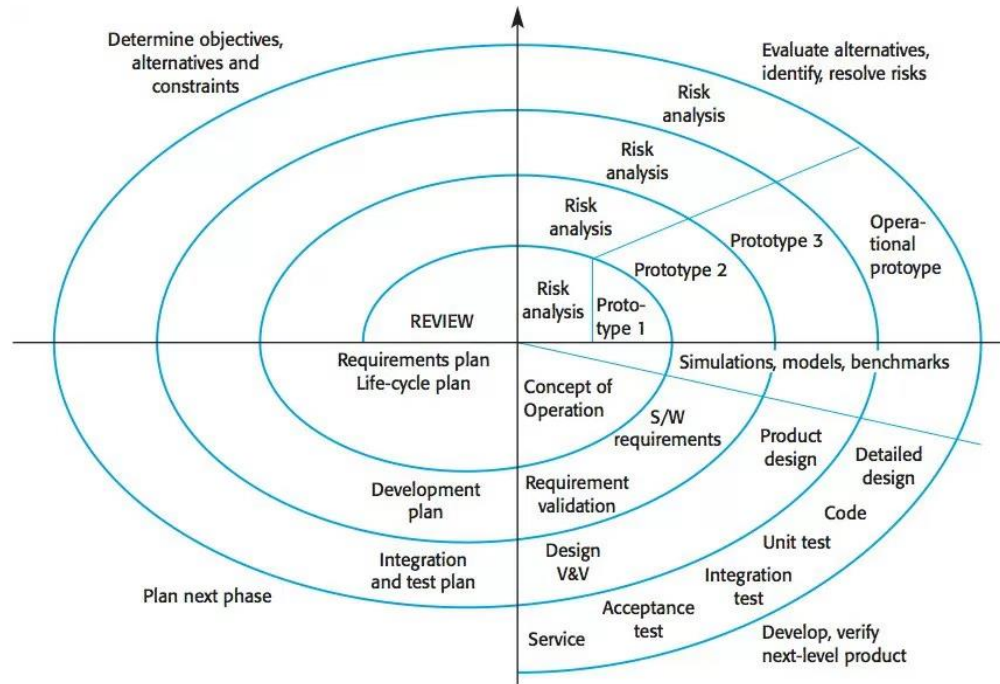 Determine objectives,
alternatives and
constraints
Evaluate alternatives,
identify, resolve risks
Risk
analysis
Risk
analysis
Risk
analysis
Risk
analysis
Proto-
type 1
Prototype 2
Prototype 3
Opera-
tional
protoype
REVIEW
Requirements plan
Life-cycle plan
Concept of
Operation
Simulations, models, benchmarks
S/W
requirements
Product
design
Detailed
design
Development
plan
Requirement
validation
Code
Unit test
Integration
and test plan
Design
V&V
Integration
test
Acceptance
test
Service
Plan next phase
Develop, verify
next-level product